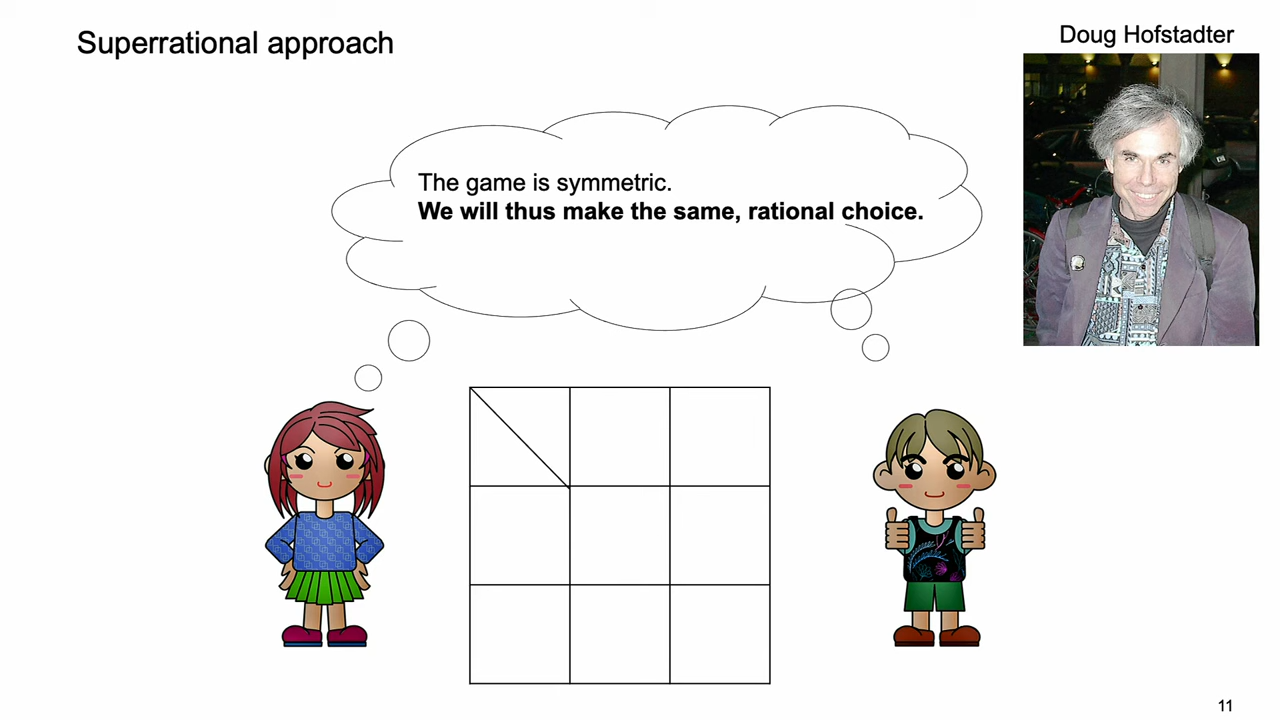 Superrational approach
Doug Hofstadter
The game is symmetric.
We will thus make the same, rational choice.
11